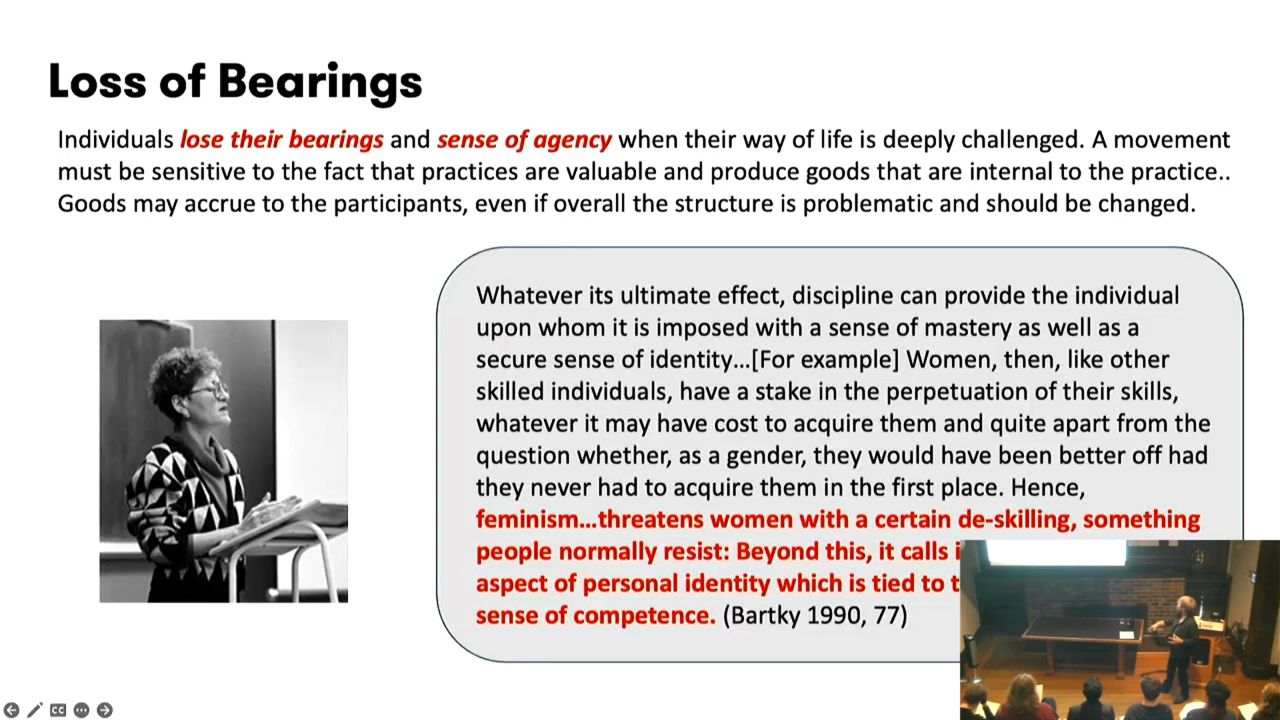 Loss of Bearings
Individuals lose their bearings and sense of agency when their way of life is deeply challenged. A movement
must be sensitive to the fact that practices are valuable and produce goods that are internal to the practice..
Goods may accrue to the participants, even if overall the structure is problematic and should be changed.
Whatever its ultimate effect, discipline can provide the individual
upon whom it is imposed with a sense of mastery as well as a
secure sense of identity...[For example] Women, then, like other
skilled individuals, have a stake in the perpetuation of their skills,
whatever it may have cost to acquire them and quite apart from the
question whether, as a gender, they would have been better off had
they never had to acquire them in the first place. Hence,
feminism...threatens women with a certain de-skilling, something
people normally resist: Beyond this, it calls
aspect of personal identity which is tied to
sense of competence. (Bartky 1990, 77)
CC